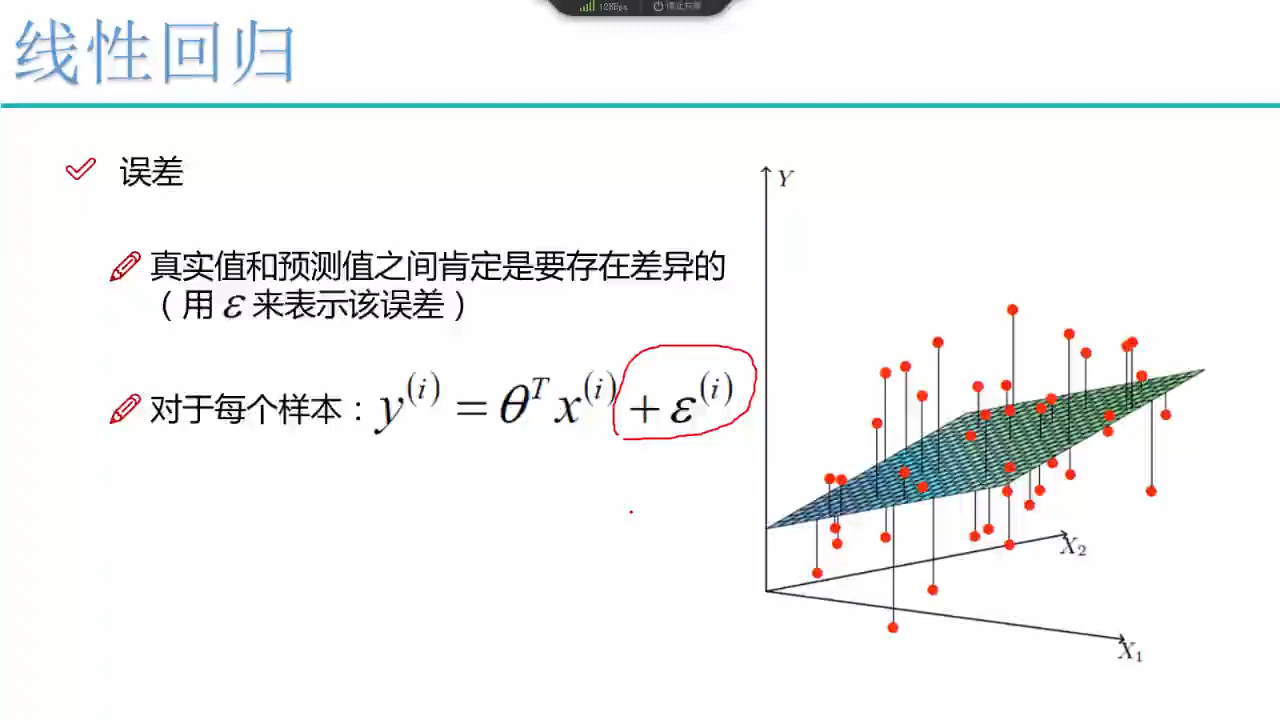 12KBps
线性回归
误差
真实值和预测值之间肯定是要存在差异的
（用 ε 来表示该误差）
对于每个样本：y^(i) = θ^T x^(i) + ε^(i)
Y
X₂
X₁